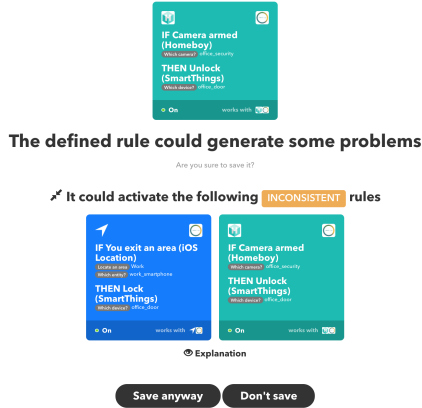 IF Camera armed
(Homeboy)
Which camera? office_security
THEN Unlock
(SmartThings)
Which device? office_door
On works with
The defined rule could generate some problems
Are you sure to save it?
It could activate the following INCONSISTENT rules
IF You exit an area (iOS
Location)
Locate an area Work
Which entity? work_smartphone
THEN Lock
(SmartThings)
Which device? office_door
On works with
IF Camera armed
(Homeboy)
Which camera? office_security
THEN Unlock
(SmartThings)
Which device? office_door
On works with
Explanation
Save anyway Don't save